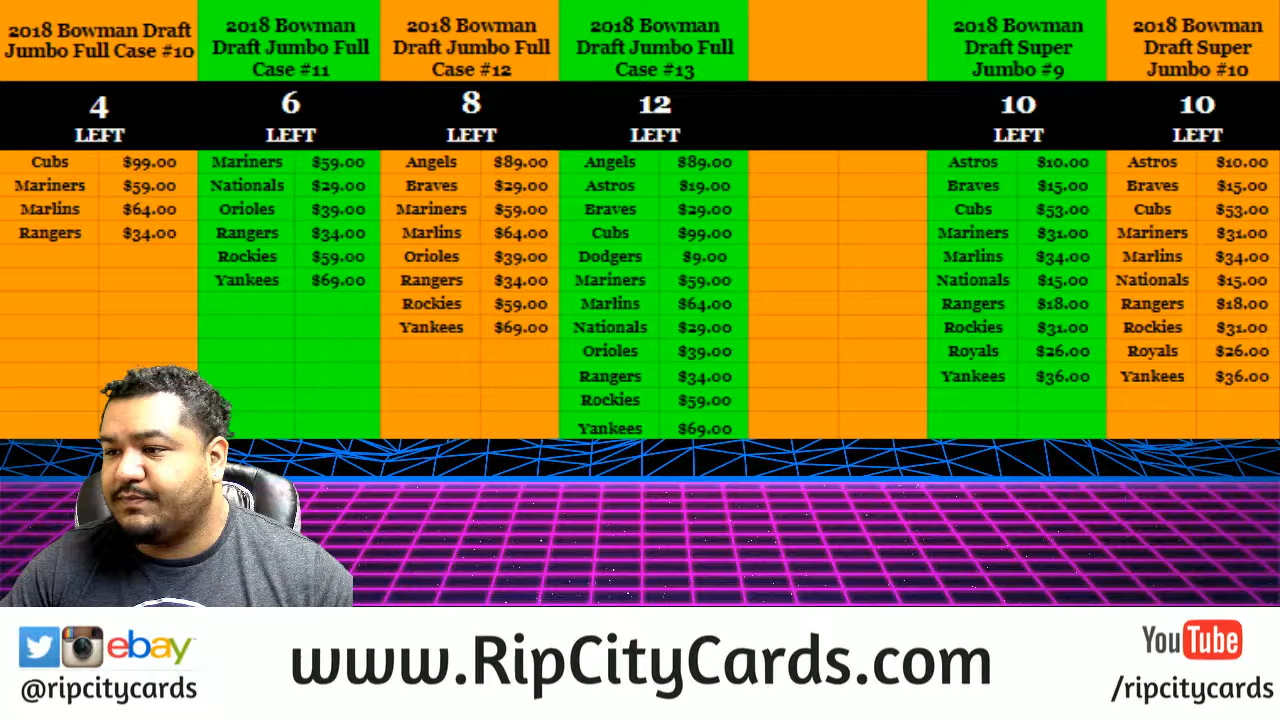 2018 Bowman Draft
Jumbo Full Case #10
4
LEFT
Cubs $99.00
Mariners $59.00
Marlins $64.00
Rangers $34.00
2018 Bowman
Draft Jumbo Full
Case #11
6
LEFT
Mariners $59.00
Nationals $29.00
Orioles $39.00
Rangers $34.00
Rockies $59.00
Yankees $69.00
2018 Bowman
Draft Jumbo Full
Case #12
8
LEFT
Angels $89.00
Braves $29.00
Mariners $59.00
Marlins $64.00
Orioles $39.00
Rangers $34.00
Rockies $59.00
Yankees $69.00
2018 Bowman
Draft Jumbo Full
Case #13
12
LEFT
Angels $89.00
Astros $19.00
Braves $29.00
Cubs $99.00
Dodgers $9.00
Mariners $59.00
Marlins $64.00
Nationals $29.00
Orioles $39.00
Rangers $34.00
Rockies $59.00
Yankees $69.00
2018 Bowman
Draft Super
Jumbo #9
10
LEFT
Astros $10.00
Braves $15.00
Cubs $53.00
Mariners $31.00
Marlins $34.00
Nationals $15.00
Rangers $18.00
Rockies $31.00
Royals $26.00
Yankees $36.00
2018 Bowman
Draft Super
Jumbo #10
10
LEFT
Astros $10.00
Braves $15.00
Cubs $53.00
Mariners $31.00
Marlins $34.00
Nationals $15.00
Rangers $18.00
Rockies $31.00
Royals $26.00
Yankees $36.00
ebay
@ripcitycards
www.RipCityCards.com
YouTube
/ripcitycards